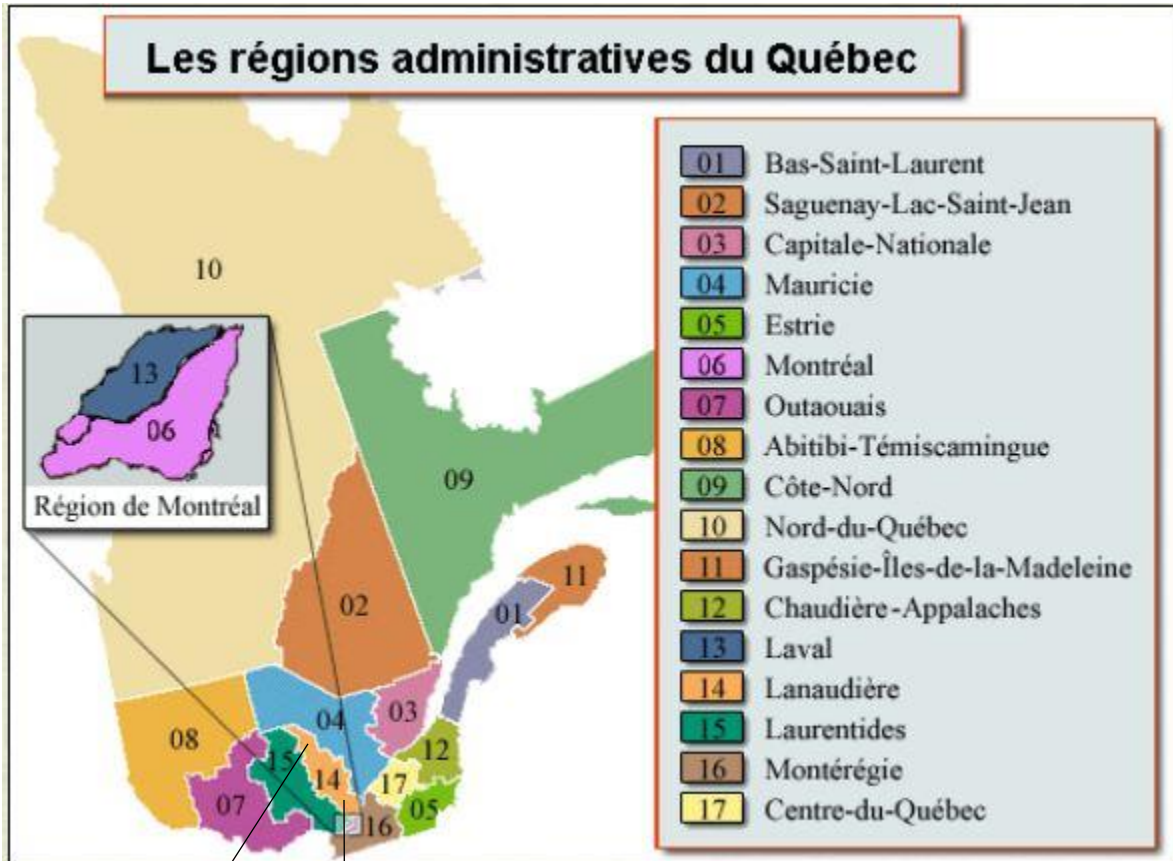 Les régions administratives du Québec
01 Bas-Saint-Laurent
02 Saguenay-Lac-Saint-Jean
03 Capitale-Nationale
04 Mauricie
05 Estrie
06 Montréal
07 Outaouais
08 Abitibi-Témiscamingue
09 Côte-Nord
10 Nord-du-Québec
11 Gaspésie-Îles-de-la-Madeleine
12 Chaudière-Appalaches
13 Laval
14 Lanaudière
15 Laurentides
16 Montérégie
17 Centre-du-Québec
10
13
06
Région de Montréal
09
11
02
01
03
04
08
12
15
14
17
07
05
16